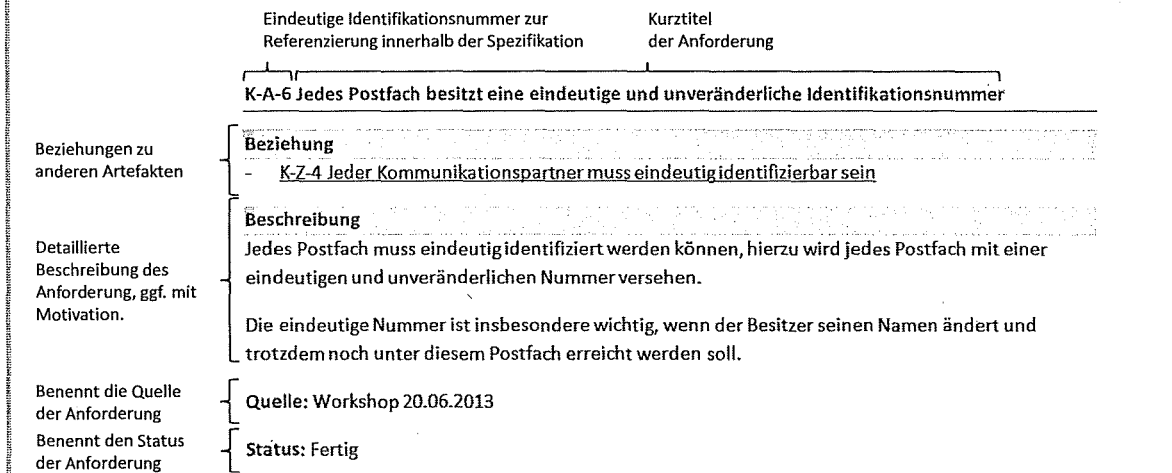 Eindeutige Identifikationsnummer zur
Referenzierung innerhalb der Spezifikation
Kurztitel
der Anforderung
K-A-6 Jedes Postfach besitzt eine eindeutige und unveränderliche Identifikationsnummer
Beziehungen zu
anderen Artefakten
Beziehung
- K-Z-4 Jeder Kommunikationspartner muss eindeutig identifizierbar sein
Detaillierte
Beschreibung des
Anforderung, ggf. mit
Motivation.
Beschreibung
Jedes Postfach muss eindeutig identifiziert werden können, hierzu wird jedes Postfach mit einer
eindeutigen und unveränderlichen Nummer versehen.
Die eindeutige Nummer ist insbesondere wichtig, wenn der Besitzer seinen Namen ändert und
trotzdem noch unter diesem Postfach erreicht werden soll.
Benennt die Quelle
der Anforderung
Quelle: Workshop 20.06.2013
Benennt den Status
der Anforderung
Status: Fertig